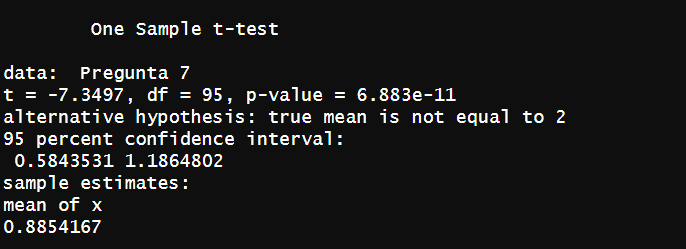 One Sample t-test
data:  Pregunta 7
t = -7.3497, df = 95, p-value = 6.883e-11
alternative hypothesis: true mean is not equal to 2
95 percent confidence interval:
0.5843531 1.1864802
sample estimates:
mean of x
0.8854167